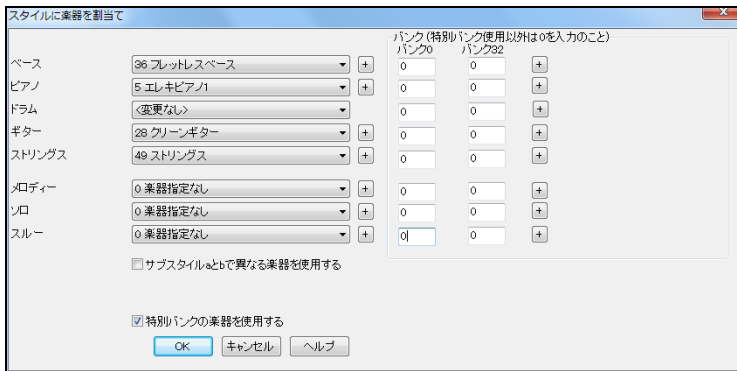 スタイルに楽器を割当て
バンク (特別バンク使用以外は0を入力のこと)
バンク0 バンク32
ベース 36 フレットレスベース + 0 0 +
ピアノ 5 エレキピアノ1 + 0 0 +
ドラム <変更なし> 0 0 +
ギター 28 クリーンギター + 0 0 +
ストリングス 49 ストリングス + 0 0 +
メロディー 0 楽器指定なし + 0 0 +
ソロ 0 楽器指定なし + 0 0 +
スルー 0 楽器指定なし + 0 0 +
サブスタイルaとbで異なる楽器を使用する
特別バンクの楽器を使用する
OK キャンセル ヘルプ